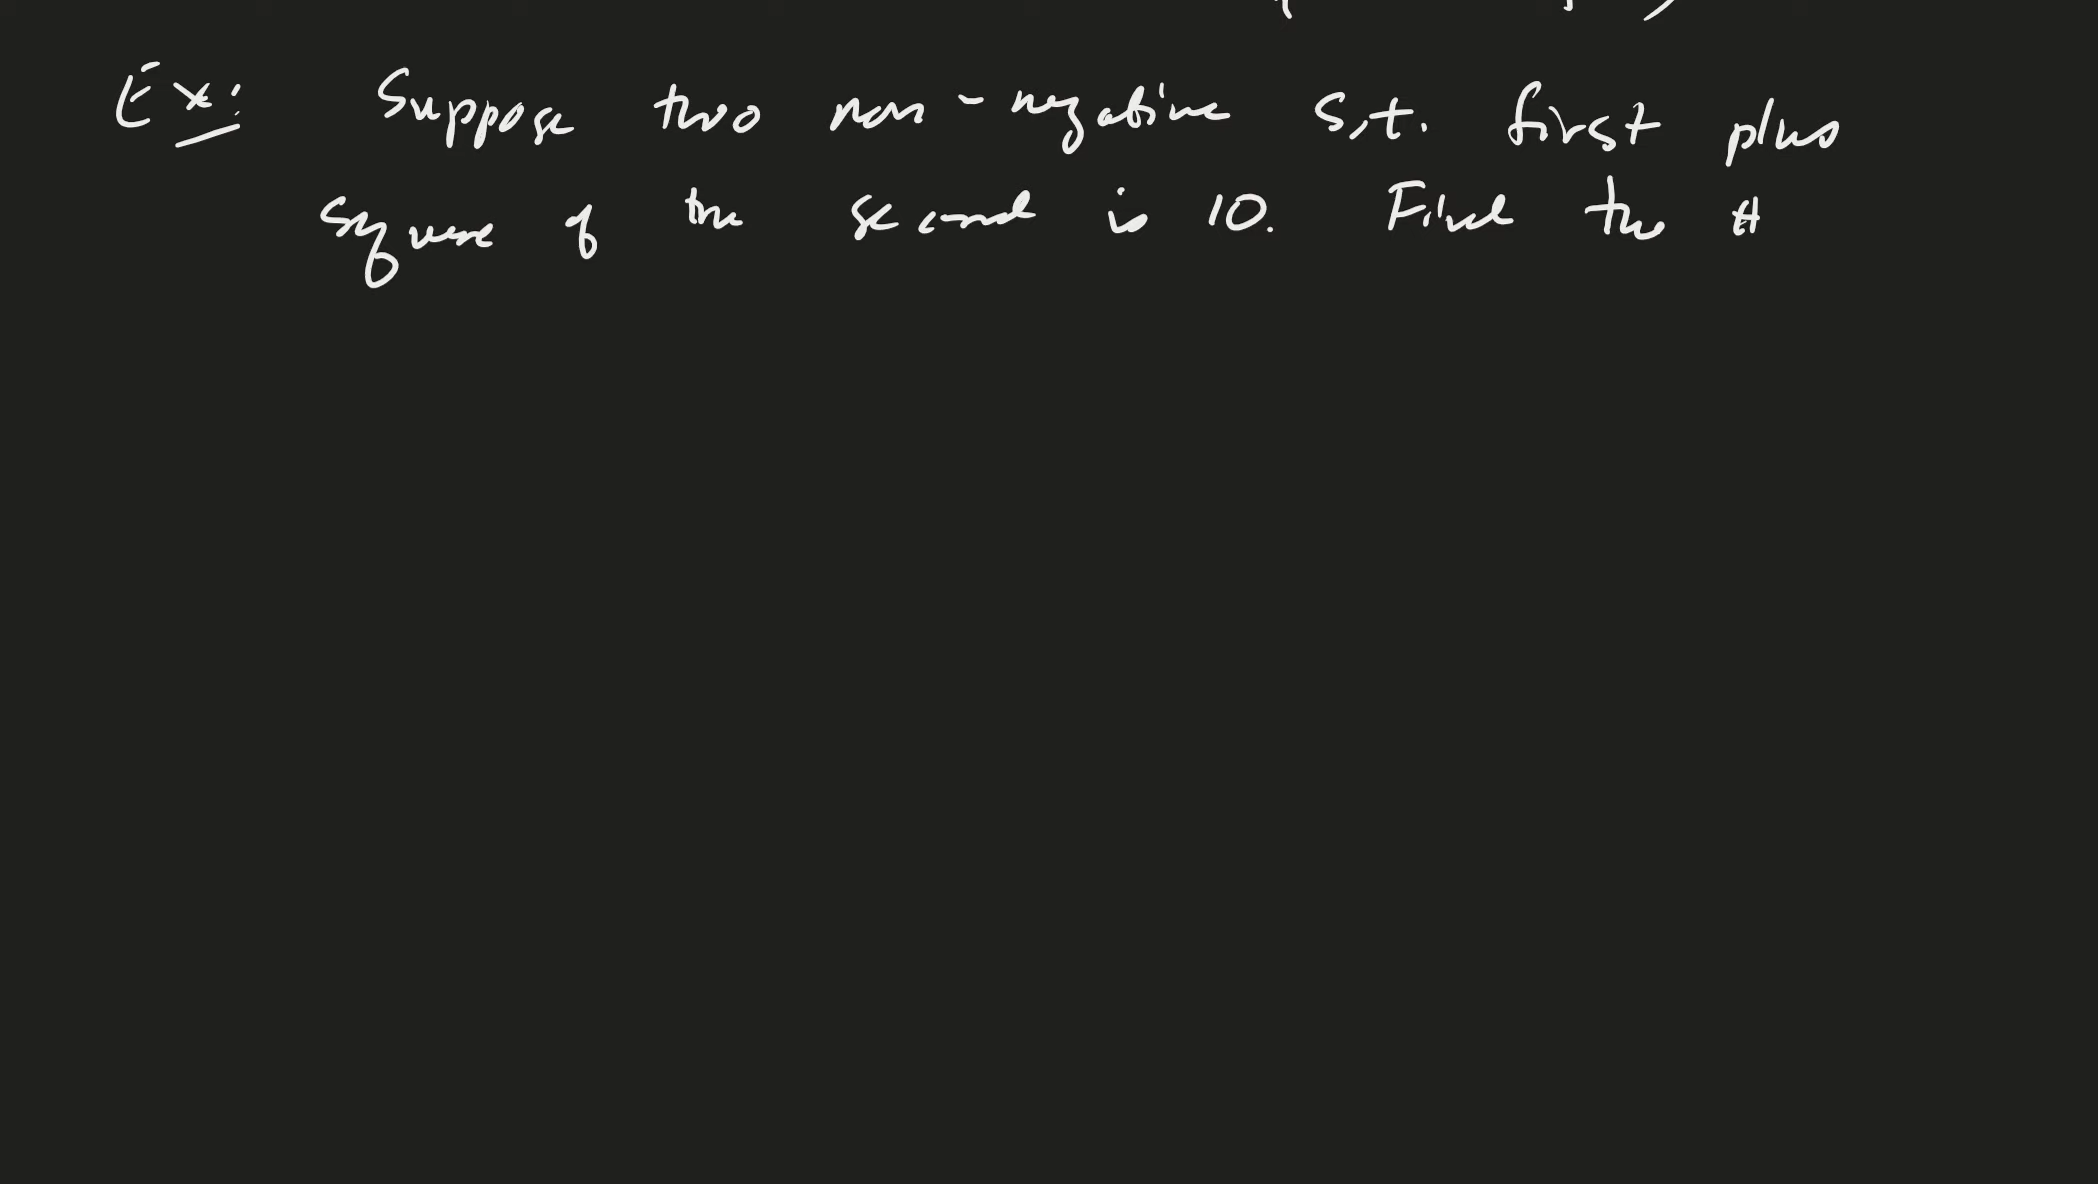 Ex: Suppose two non-negative s.t. first plus
square of the second is 10. Find the #